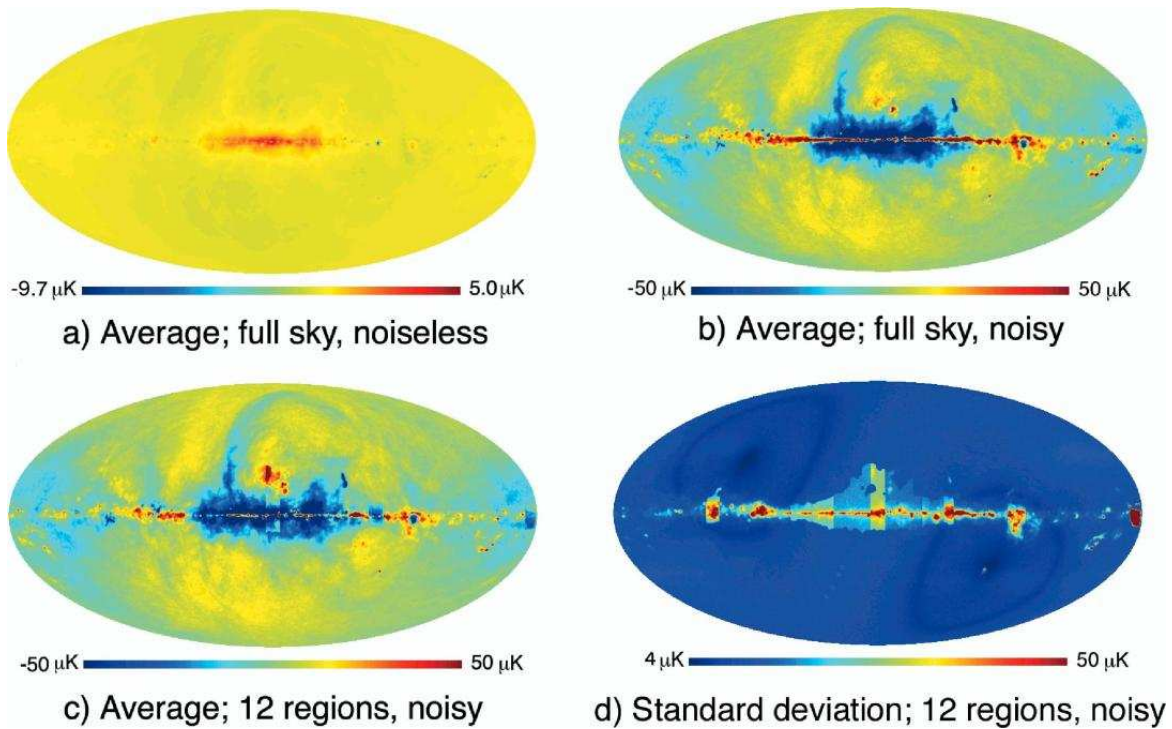 -9.7 μK 5.0 μK
a) Average; full sky, noiseless
-50 μK 50 μK
b) Average; full sky, noisy
-50 μK 50 μK
c) Average; 12 regions, noisy
4 μK 50 μK
d) Standard deviation; 12 regions, noisy